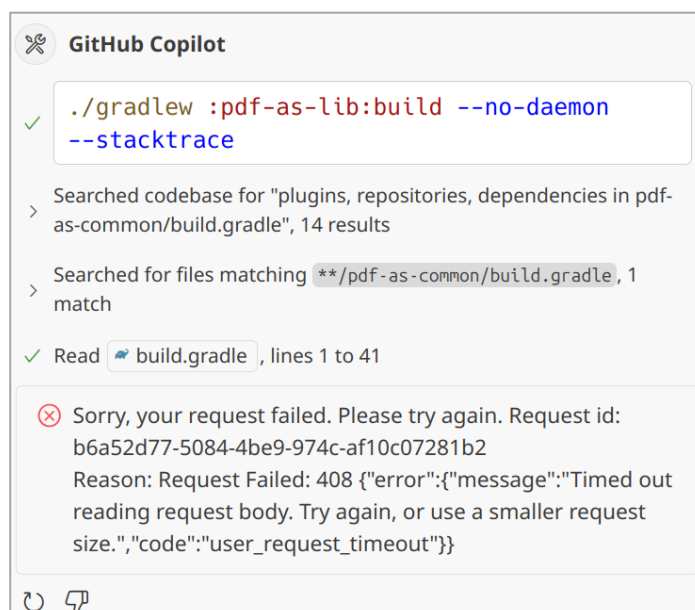 GitHub Copilot
./gradlew :pdf-as-lib:build --no-daemon
--stacktrace
Searched codebase for "plugins, repositories, dependencies in pdf-
as-common/build.gradle", 14 results
Searched for files matching **/pdf-as-common/build.gradle, 1
match
Read build.gradle, lines 1 to 41
Sorry, your request failed. Please try again. Request id:
b6a52d77-5084-4be9-974c-af10c07281b2
Reason: Request Failed: 408 {"error":{"message":"Timed out
reading request body. Try again, or use a smaller request
size.","code":"user_request_timeout"}}